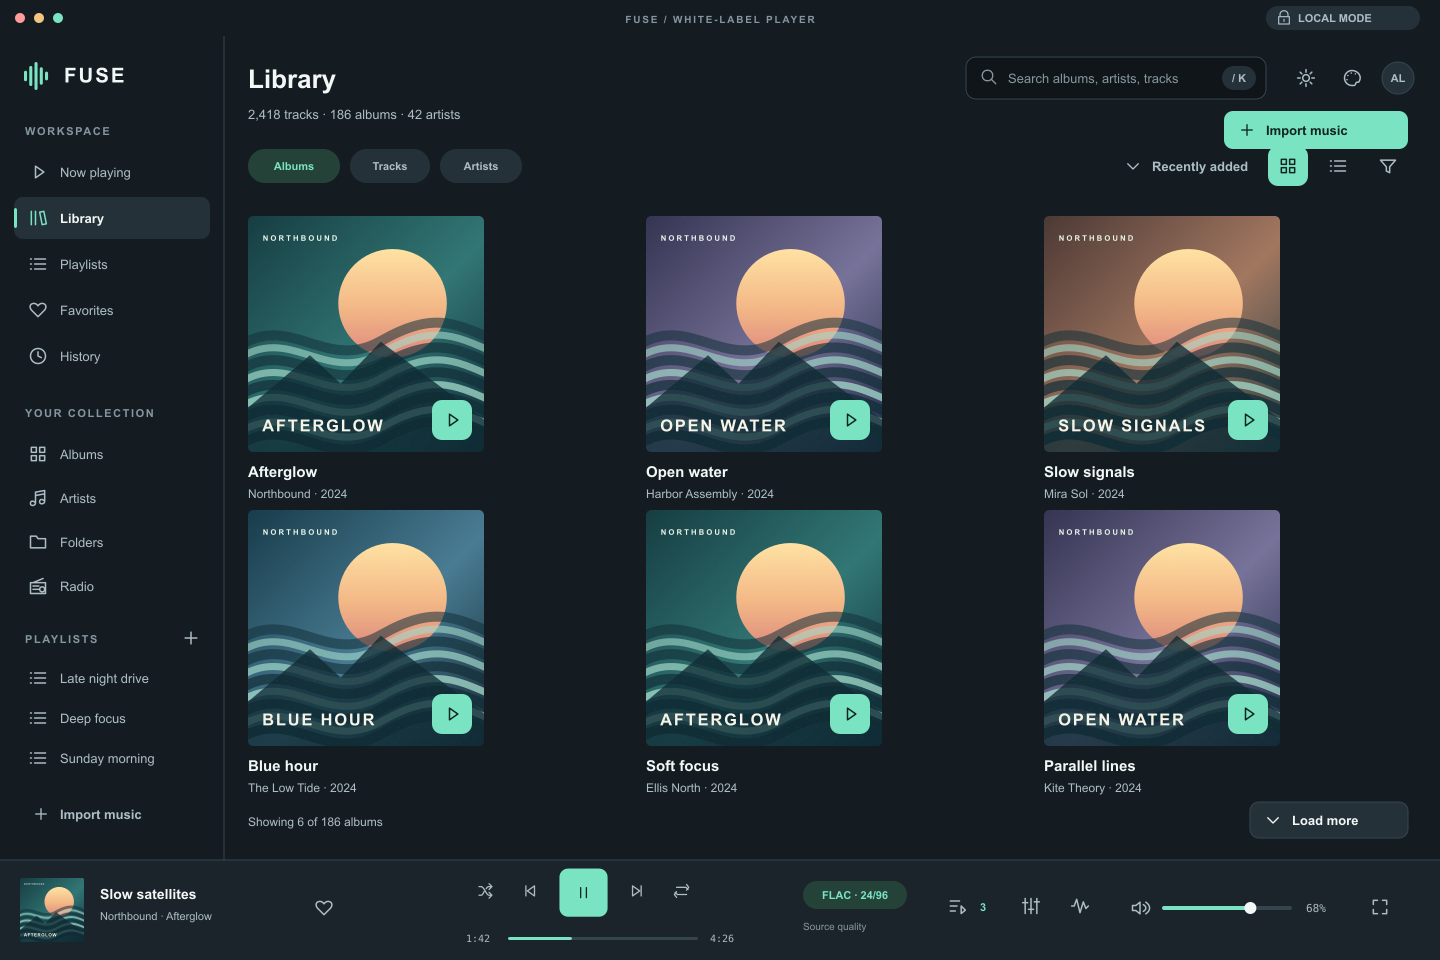 FUSE / WHITE-LABEL PLAYER
LOCAL MODE
FUSE
WORKSPACE
Now playing
Library
Playlists
Favorites
History
YOUR COLLECTION
Albums
Artists
Folders
Radio
PLAYLISTS
Late night drive
Deep focus
Sunday morning
Import music
Library
2,418 tracks · 186 albums · 42 artists
Search albums, artists, tracks
/ K
AL
Import music
Albums
Tracks
Artists
Recently added
NORTHBOUND
AFTERGLOW
Afterglow
Northbound · 2024
NORTHBOUND
OPEN WATER
Open water
Harbor Assembly · 2024
NORTHBOUND
SLOW SIGNALS
Slow signals
Mira Sol · 2024
NORTHBOUND
BLUE HOUR
Blue hour
The Low Tide · 2024
NORTHBOUND
AFTERGLOW
Soft focus
Ellis North · 2024
NORTHBOUND
OPEN WATER
Parallel lines
Kite Theory · 2024
Showing 6 of 186 albums
Load more
NORTHBOUND
AFTERGLOW
Slow satellites
Northbound · Afterglow
1:42
4:26
FLAC · 24/96
Source quality
3
68%